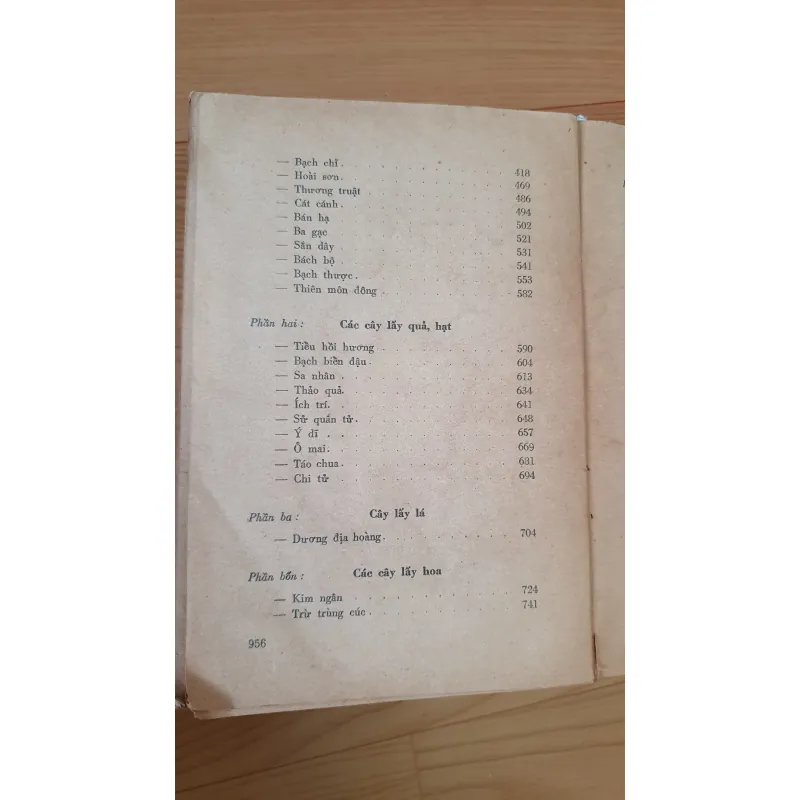 — Bạch chỉ. 418
— Hoài sơn. 469
— Thương truật 486
— Cát cánh. 494
— Bán hạ 502
— Ba gạc 521
— Sắn dây 531
— Bách bộ 541
— Bạch thược. 553
— Thiên môn đông. 582
Phần hai: Các cây lấy quả, hạt
— Tiểu hồi hương 590
— Bạch biển đậu. 604
— Sa nhân 613
— Thảo quả. 634
— Ích trí. 641
— Sử quân tử 648
— Ý dĩ 657
— Ô mai. 669
— Táo chua. 681
— Chi tử 694
Phần ba: Cây lấy lá
— Dương địa hoàng. 704
Phần bốn: Các cây lấy hoa
— Kim ngân 724
— Trừ trùng cúc. 741
956